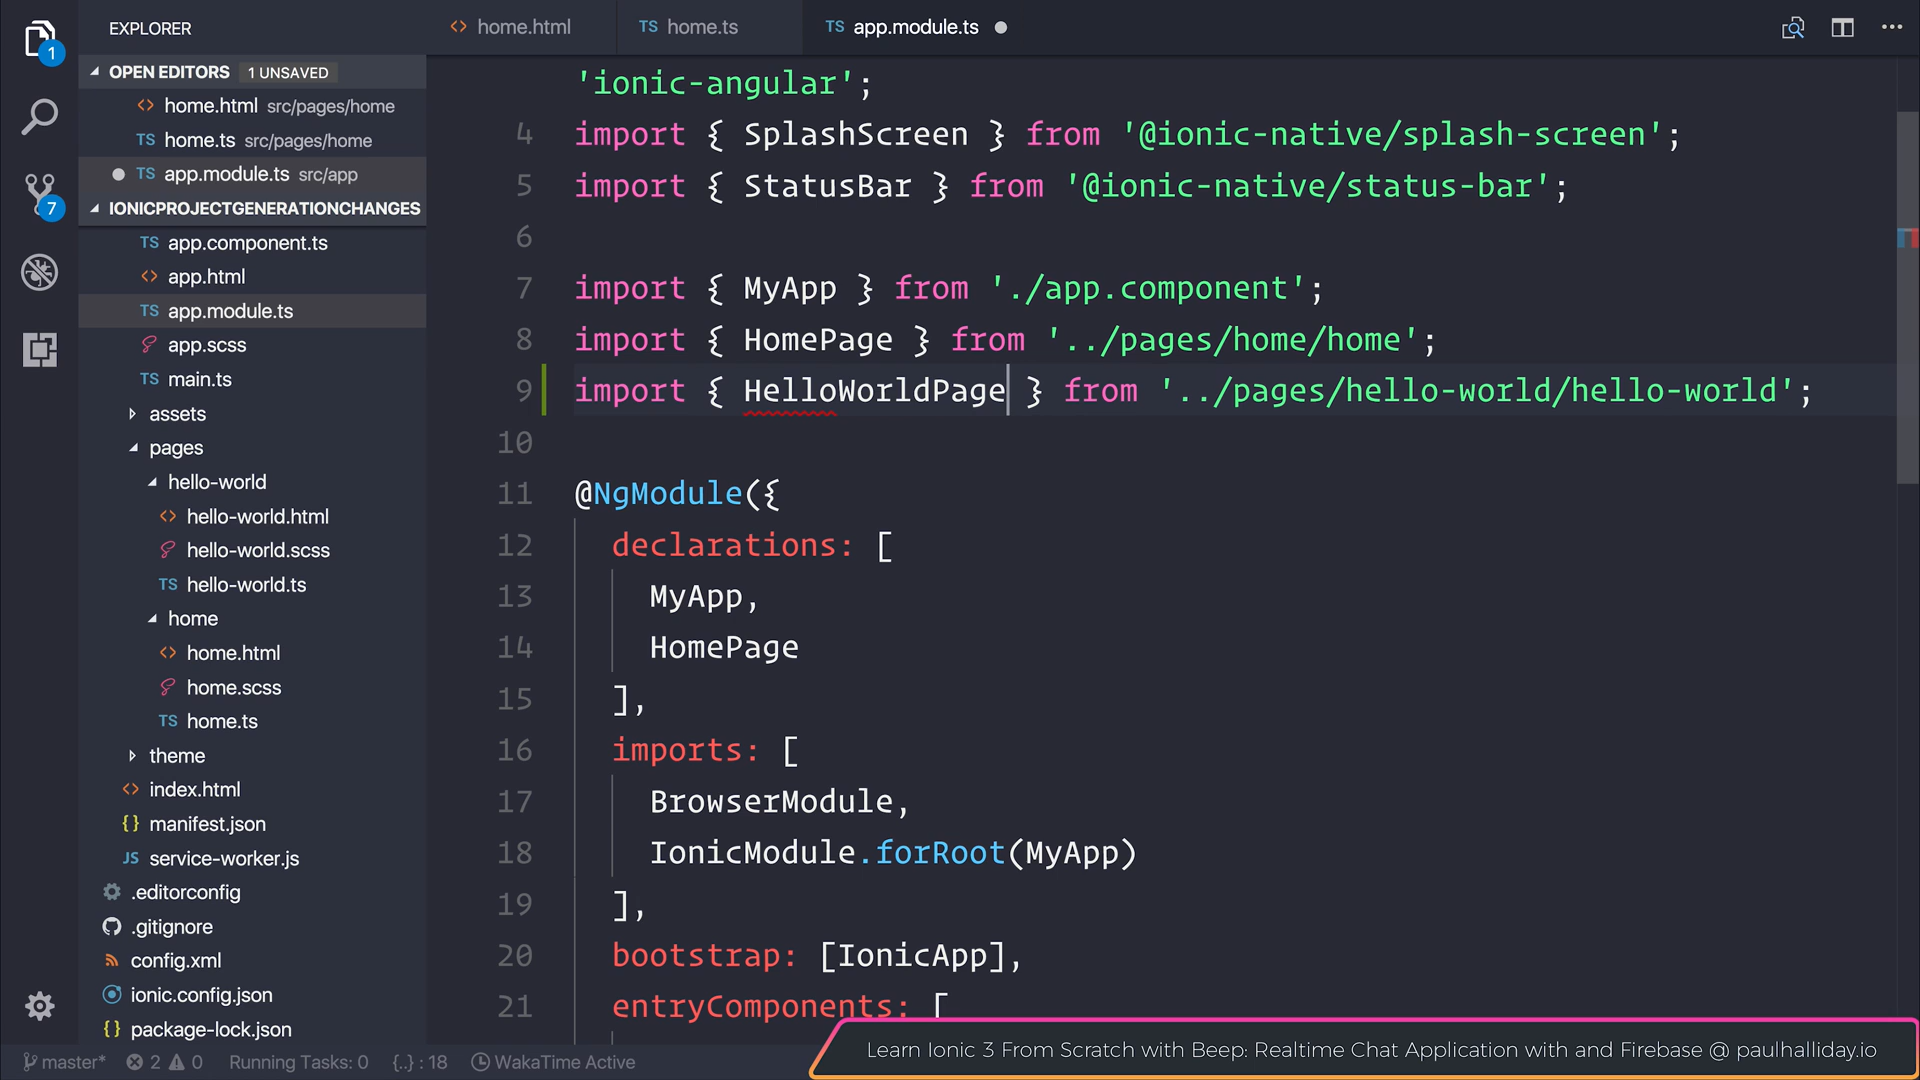 EXPLORER
home.html
TS home.ts
TS app.module.ts
OPEN EDITORS 1 UNSAVED
home.html src/pages/home
TS home.ts src/pages/home
TS app.module.ts src/app
IONICPROJECTGENERATIONCHANGES
TS app.component.ts
app.html
TS app.module.ts
app.scss
TS main.ts
assets
pages
hello-world
hello-world.html
hello-world.scss
TS hello-world.ts
home
home.html
home.scss
TS home.ts
theme
index.html
{} manifest.json
JS service-worker.js
.editorconfig
.gitignore
config.xml
ionic.config.json
{} package-lock.json
1
7
'ionic-angular';
4 import { SplashScreen } from '@ionic-native/splash-screen';
5 import { StatusBar } from '@ionic-native/status-bar';
6
7 import { MyApp } from './app.component';
8 import { HomePage } from '../pages/home/home';
9 import { HelloWorldPage } from '../pages/hello-world/hello-world';
10
11 @NgModule({
12 declarations: [
13 MyApp,
14 HomePage
15 ],
16 imports: [
17 BrowserModule,
18 IonicModule.forRoot(MyApp)
19 ],
20 bootstrap: [IonicApp],
21 entryComponents: [
master* 2 0 Running Tasks: 0 {..} : 18 WakaTime Active
Learn Ionic 3 From Scratch with Beep: Realtime Chat Application with and Firebase @ paulhalliday.io